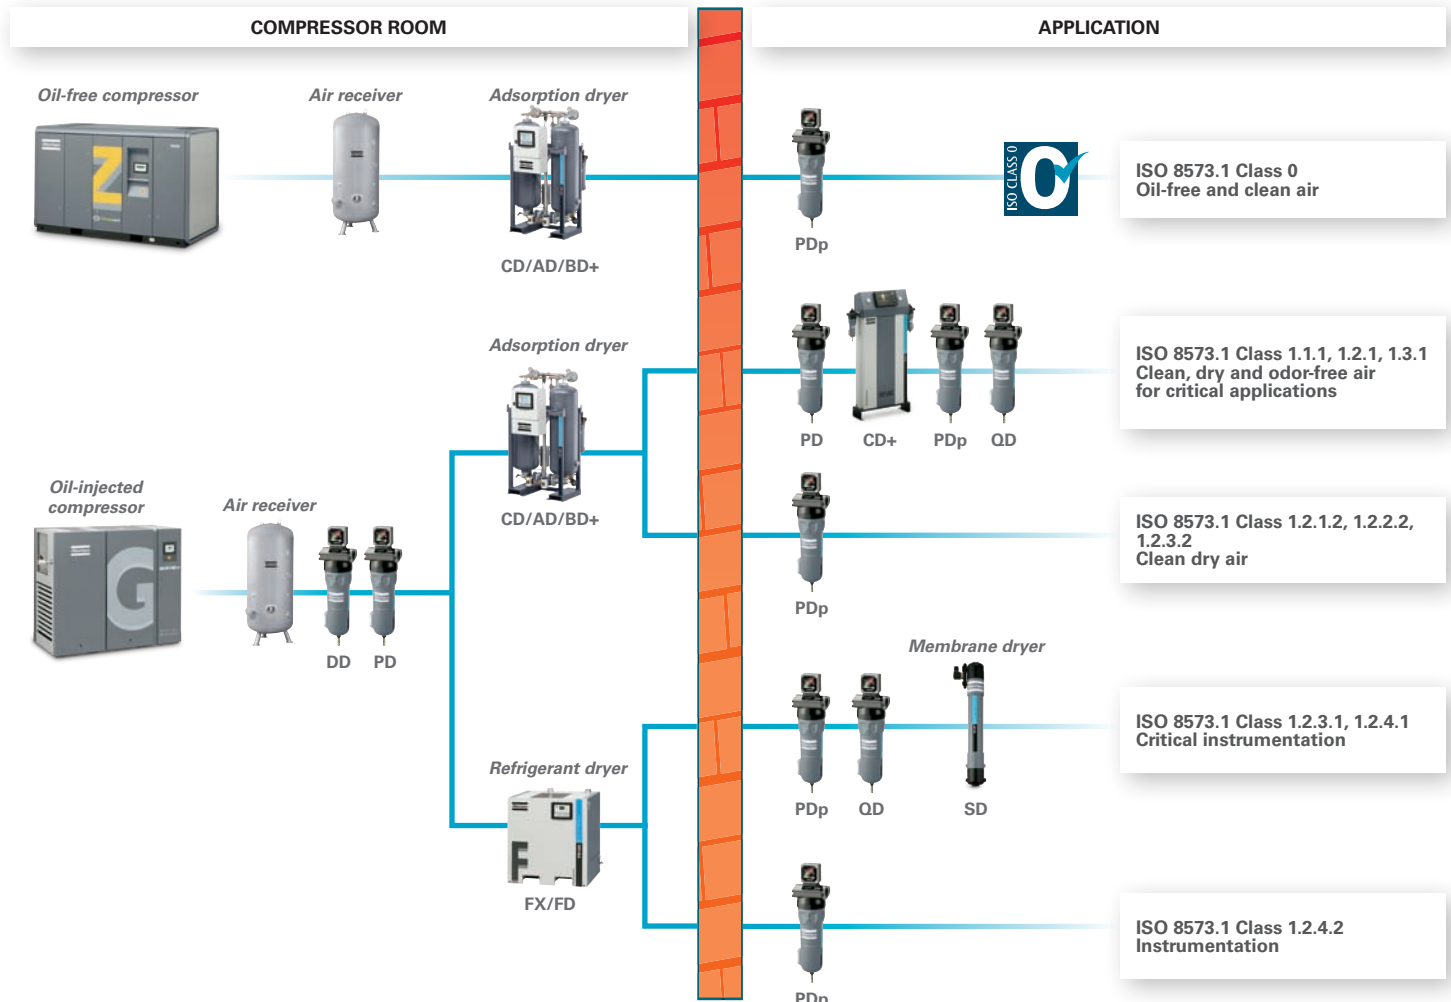 COMPRESSOR ROOM
APPLICATION
Oil-free compressor
Air receiver
Adsorption dryer
CD/AD/BD+
PDp
ISO CLASS 0
0
ISO 8573.1 Class 0
Oil-free and clean air
Adsorption dryer
CD/AD/BD+
PD
CD+
PDp
QD
ISO 8573.1 Class 1.1.1, 1.2.1, 1.3.1
Clean, dry and odor-free air
for critical applications
Oil-injected
compressor
G
Air receiver
DD
PD
PDp
ISO 8573.1 Class 1.2.1.2, 1.2.2.2,
1.2.3.2
Clean dry air
Refrigerant dryer
F
FX/FD
Membrane dryer
PDp
QD
SD
ISO 8573.1 Class 1.2.3.1, 1.2.4.1
Critical instrumentation
PDp
ISO 8573.1 Class 1.2.4.2
Instrumentation